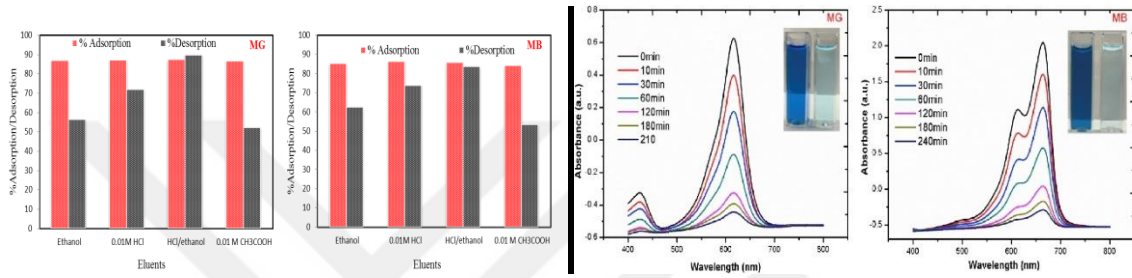 % Adsorption
%Desorption
MG
100
90
80
70
60
50
40
30
20
10
0
%Adsorption/Desorption
Ethanol
0.01M HCl
HCl/ethanol
0.01 M CH3COOH
Eluents
% Adsorption
%Desorption
MB
100
90
80
70
60
50
40
30
20
10
0
%Adsorption/Desorption
Ethanol
0.01M HCl
HCl/ethanol
0.01 M CH3COOH
Eluents
MG
0min
10min
30min
60min
120min
180min
210
0.8
0.6
0.4
0.2
0.0
-0.2
-0.4
-0.6
Absorbance (a.u.)
400
500
600
700
800
Wavelength (nm)
MB
0min
10min
30min
60min
120min
180min
240min
2.5
2.0
1.5
1.0
0.5
0.0
-0.5
Absorbance (a.u.)
400
500
600
700
800
Wavelength (nm)